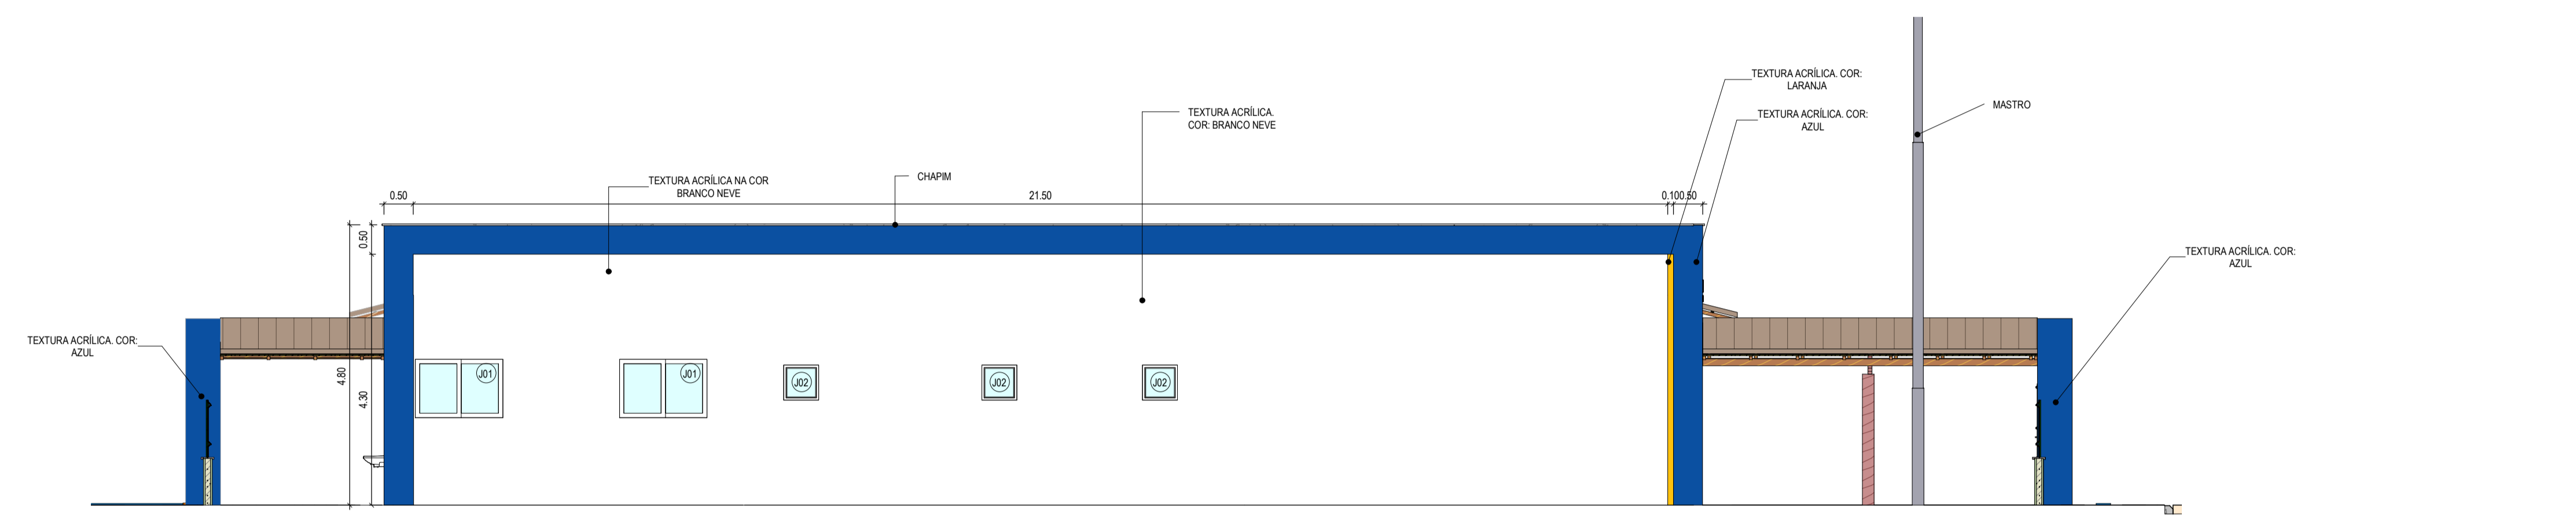 TEXTURA ACRÍLICA. COR:
LARANJA
TEXTURA ACRÍLICA. COR:
AZUL
MASTRO
TEXTURA ACRÍLICA.
COR: BRANCO NEVE
TEXTURA ACRÍLICA NA COR
BRANCO NEVE
CHAPIM
0.50
21.50
0.10
0.50
0.50
4.80
4.30
TEXTURA ACRÍLICA. COR:
AZUL
TEXTURA ACRÍLICA. COR:
AZUL
J01
J01
J02
J02
J02